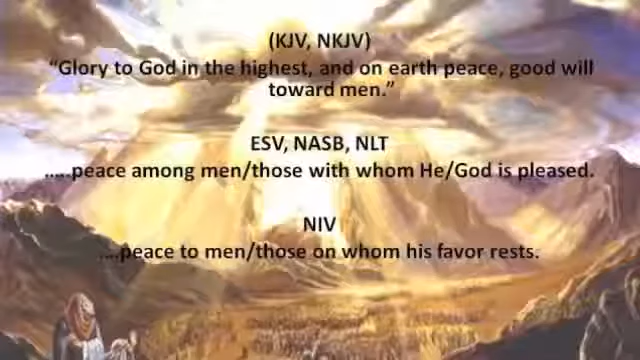 (KJV, NKJV)
“Glory to God in the highest, and on earth peace, good will
toward men.”
ESV, NASB, NLT
…..peace among men/those with whom He/God is pleased.
NIV
….peace to men/those on whom his favor rests.